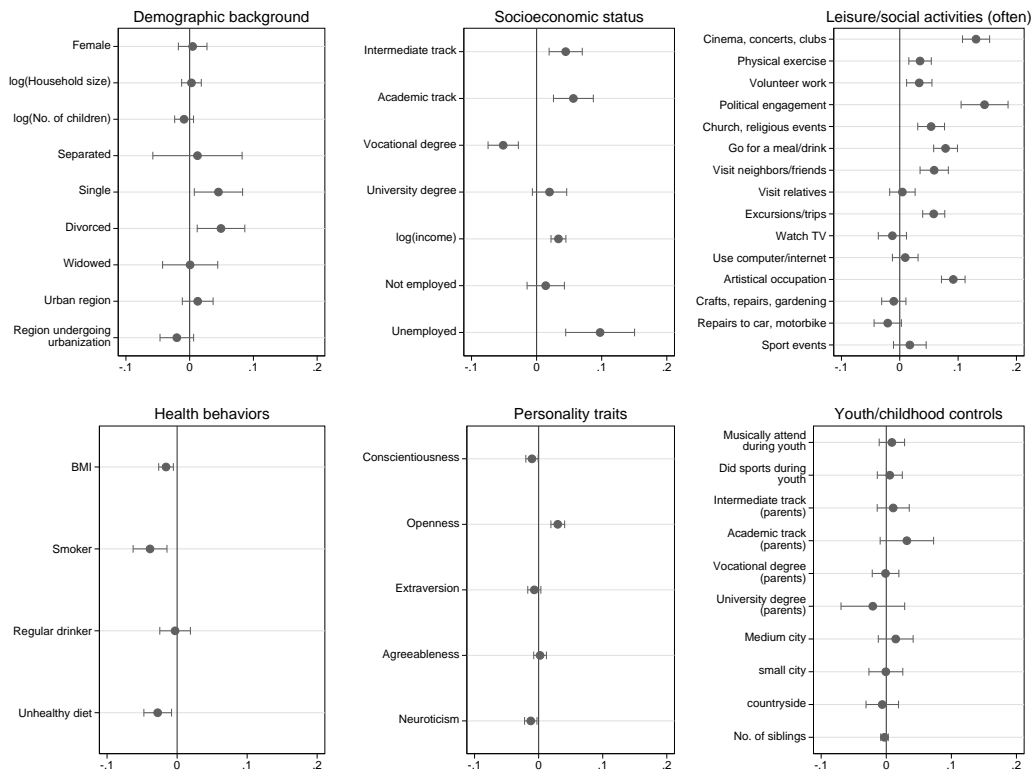 Demographic background
Female
log(Household size)
log(No. of children)
Separated
Single
Divorced
Widowed
Urban region
Region undergoing
urbanization
-.1 0 .1 .2
Socioeconomic status
Intermediate track
Academic track
Vocational degree
University degree
log(income)
Not employed
Unemployed
-.1 0 .1 .2
Leisure/social activities (often)
Cinema, concerts, clubs
Physical exercise
Volunteer work
Political engagement
Church, religious events
Go for a meal/drink
Visit neighbors/friends
Visit relatives
Excursions/trips
Watch TV
Use computer/internet
Artistical occupation
Crafts, repairs, gardening
Repairs to car, motorbike
Sport events
-.1 0 .1 .2
Health behaviors
BMI
Smoker
Regular drinker
Unhealthy diet
-.1 0 .1 .2
Personality traits
Conscientiousness
Openness
Extraversion
Agreeableness
Neuroticism
-.1 0 .1 .2
Youth/childhood controls
Musically attend
during youth
Did sports during
youth
Intermediate track
(parents)
Academic track
(parents)
Vocational degree
(parents)
University degree
(parents)
Medium city
small city
countryside
No. of siblings
-.1 0 .1 .2